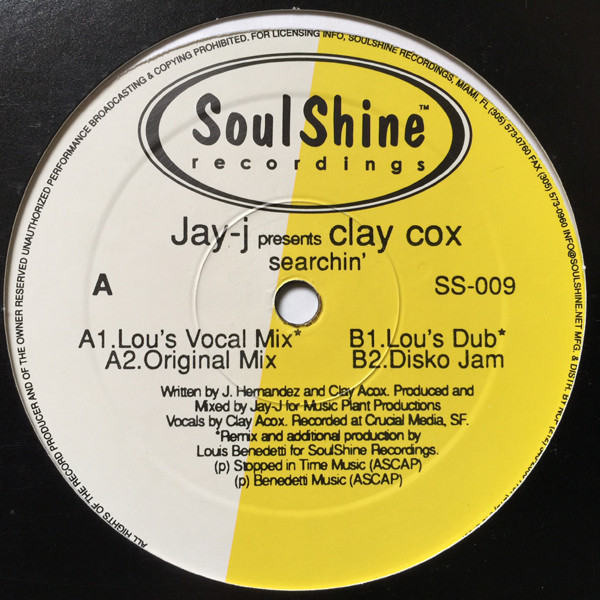 SoulShine™
recordings
Jay-j presents clay cox
searchin'
A
SS-009
A1.Lou's Vocal Mix*
A2.Original Mix
B1.Lou's Dub*
B2.Disko Jam
Written by J. Hernandez and Clay Acox. Produced and
Mixed by Jay-J for Music Plant Productions
Vocals by Clay Acox. Recorded at Crucial Media, SF.
*Remix and additional production by
Louis Benedetti for SoulShine Recordings.
(p) Stopped in Time Music (ASCAP)
(p) Benedetti Music (ASCAP)
ALL RIGHTS OF THE RECORD PRODUCER AND OF THE OWNER RESERVED UNAUTHORIZED PERFORMANCE BROADCASTING & COPYING PROHIBITED. FOR LICENSING INFO, SOULSHINE RECORDINGS, MIAMI, FL (305) 573-0760 FAX (305) 573-0960 INFO@SOULSHINE.NET MFG. & DIST. BY